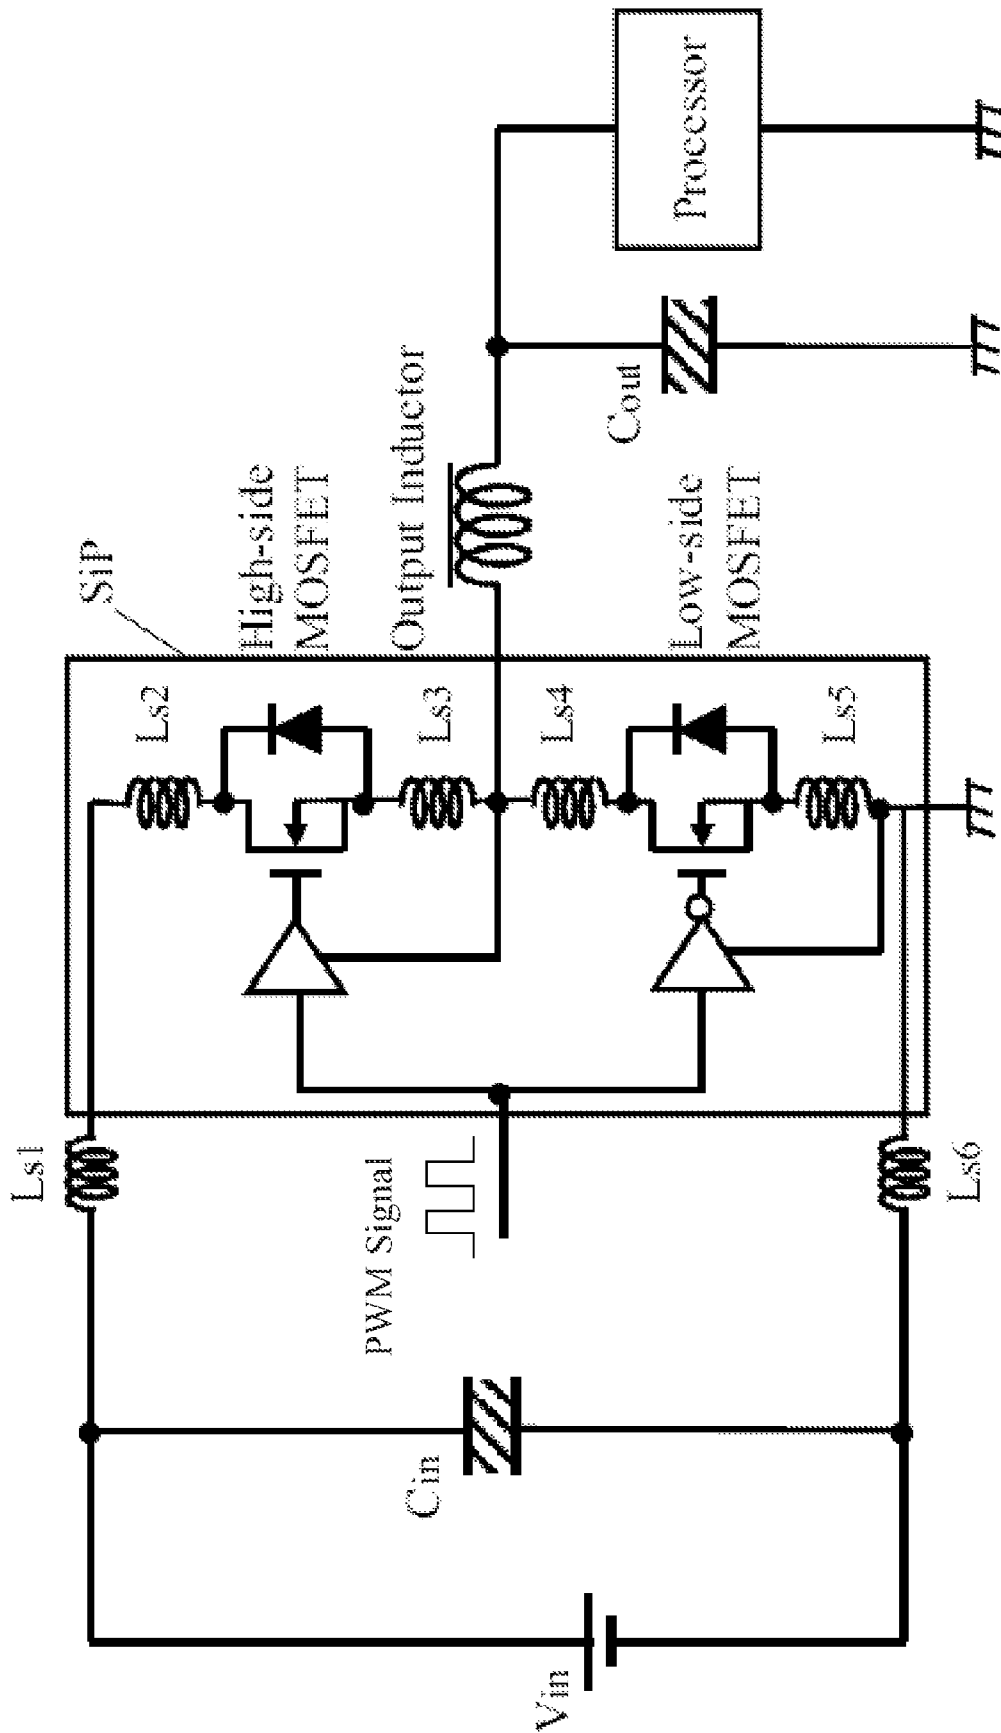 SiP
High-side
MOSFET
Output Inductor
Low-side
MOSFET
Ls1
Ls2
Ls3
Ls4
Ls5
Ls6
PWM Signal
Vin
Cin
Cout
Processor